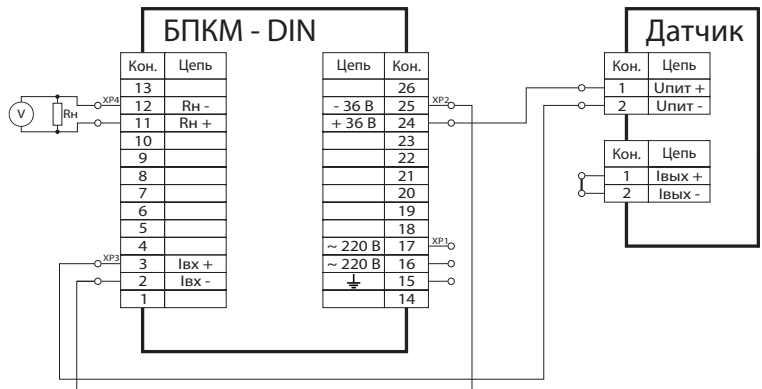 БПКМ - DIN
Датчик
Кон. Цепь
13
12 Rн -
11 Rн +
10
9
8
7
6
5
4
3 Iвх +
2 Iвх -
1
XP4
XP3
V
Rн
Цепь Кон.
26
- 36 В 25
+ 36 В 24
23
22
21
20
19
18
~ 220 В 17
~ 220 В 16
15
14
XP2
XP1
Кон. Цепь
1 Uпит +
2 Uпит -
Кон. Цепь
1 Iвых +
2 Iвых -